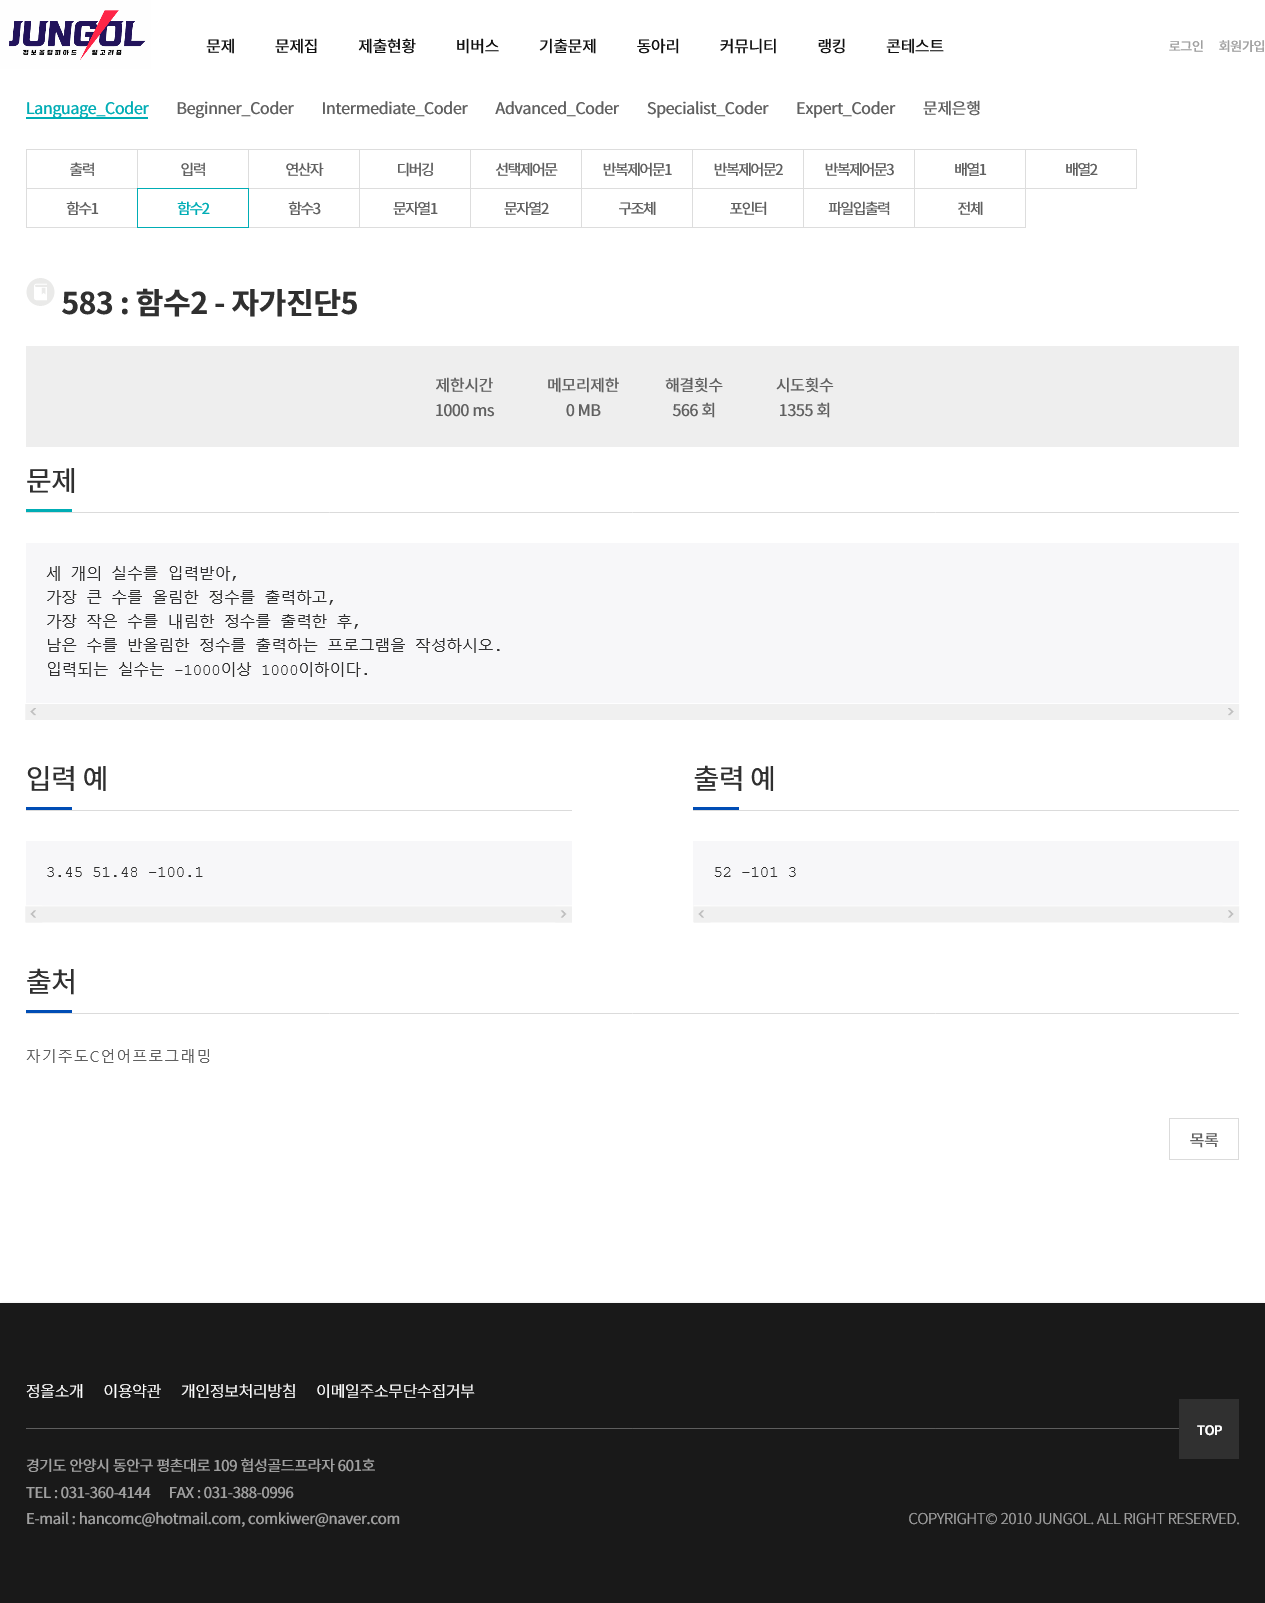 JUNGOL
정보올림피아드 알고리즘
문제 문제집 제출현황 비버스 기출문제 동아리 커뮤니티 랭킹 콘테스트 로그인 회원가입
Language_Coder Beginner_Coder Intermediate_Coder Advanced_Coder Specialist_Coder Expert_Coder 문제은행
출력 입력 연산자 디버깅 선택제어문 반복제어문1 반복제어문2 반복제어문3 배열1 배열2
함수1 함수2 함수3 문자열1 문자열2 구조체 포인터 파일입출력 전체
583 : 함수2 - 자가진단5
제한시간 메모리제한 해결횟수 시도횟수
1000 ms 0 MB 566 회 1355 회
문제
세 개의 실수를 입력받아,
가장 큰 수를 올림한 정수를 출력하고,
가장 작은 수를 내림한 정수를 출력한 후,
남은 수를 반올림한 정수를 출력하는 프로그램을 작성하시오.
입력되는 실수는 -1000이상 1000이하이다.
입력 예
3.45 51.48 -100.1
출력 예
52 -101 3
출처
자기주도C언어프로그래밍
목록
정올소개 이용약관 개인정보처리방침 이메일주소무단수집거부
TOP
경기도 안양시 동안구 평촌대로 109 협성골드프라자 601호
TEL : 031-360-4144 FAX : 031-388-0996
E-mail : hancomc@hotmail.com, comkiwer@naver.com
COPYRIGHT© 2010 JUNGOL. ALL RIGHT RESERVED.